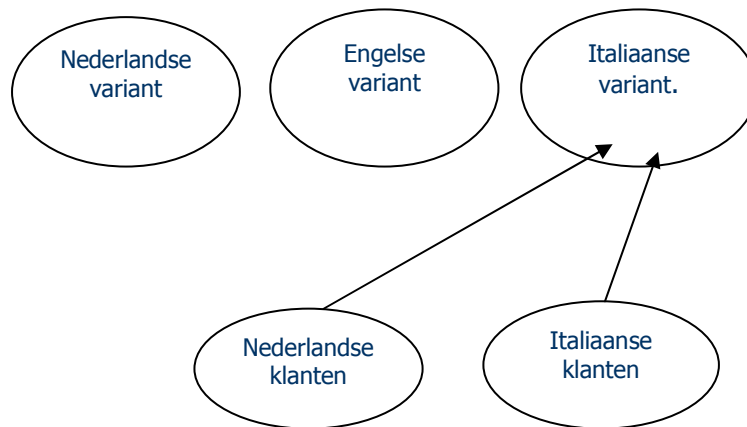 Nederlandse
variant
Engelse
variant
Italiaanse
variant.
Nederlandse
klanten
Italiaanse
klanten